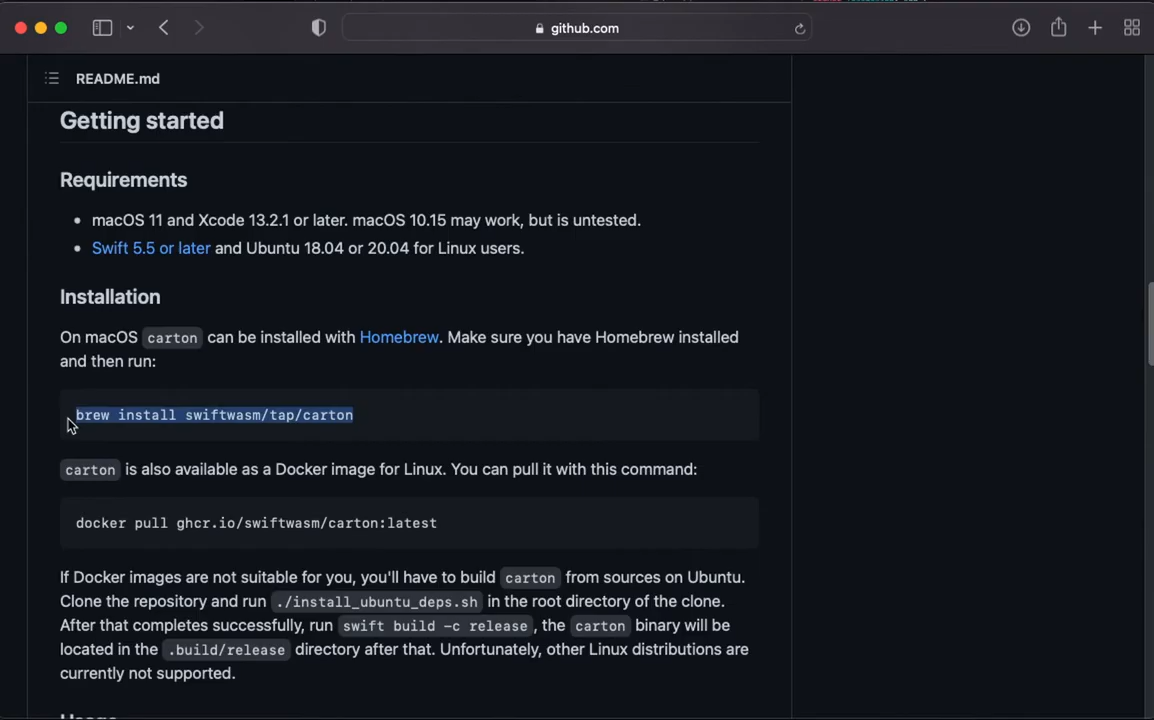 github.com
README.md
Getting started
Requirements
macOS 11 and Xcode 13.2.1 or later. macOS 10.15 may work, but is untested.
Swift 5.5 or later and Ubuntu 18.04 or 20.04 for Linux users.
Installation
On macOS carton can be installed with Homebrew. Make sure you have Homebrew installed
and then run:
brew install swiftwasm/tap/carton
carton is also available as a Docker image for Linux. You can pull it with this command:
docker pull ghcr.io/swiftwasm/carton:latest
If Docker images are not suitable for you, you'll have to build carton from sources on Ubuntu.
Clone the repository and run ./install_ubuntu_deps.sh in the root directory of the clone.
After that completes successfully, run swift build -c release, the carton binary will be
located in the .build/release directory after that. Unfortunately, other Linux distributions are
currently not supported.